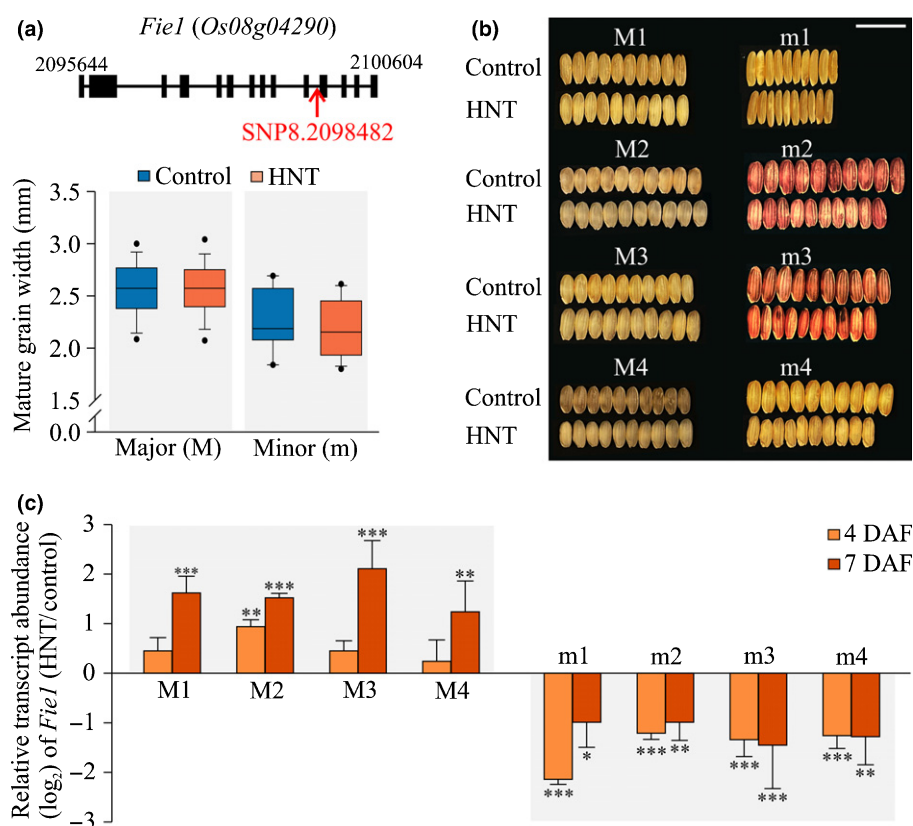 (a)
Fie1 (Os08g04290)
2095644
2100604
SNP8.2098482
Control
HNT
Mature grain width (mm)
3.5
3.0
2.5
2.0
1.5
0.0
Major (M)
Minor (m)
(b)
M1
m1
Control
HNT
M2
m2
Control
HNT
M3
m3
Control
HNT
M4
m4
Control
HNT
(c)
Relative transcript abundance
(log₂) of Fie1 (HNT/control)
3
2
1
0
−1
−2
−3
4 DAF
7 DAF
***
**
***
***
**
M1
M2
M3
M4
m1
m2
m3
m4
***
*
***
**
***
***
***
**